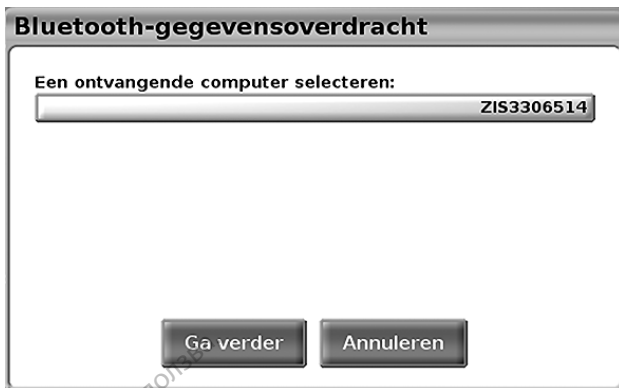 Bluetooth-gegevensoverdracht
Een ontvangende computer selecteren:
ZIS3306514
Ga verder
Annuleren